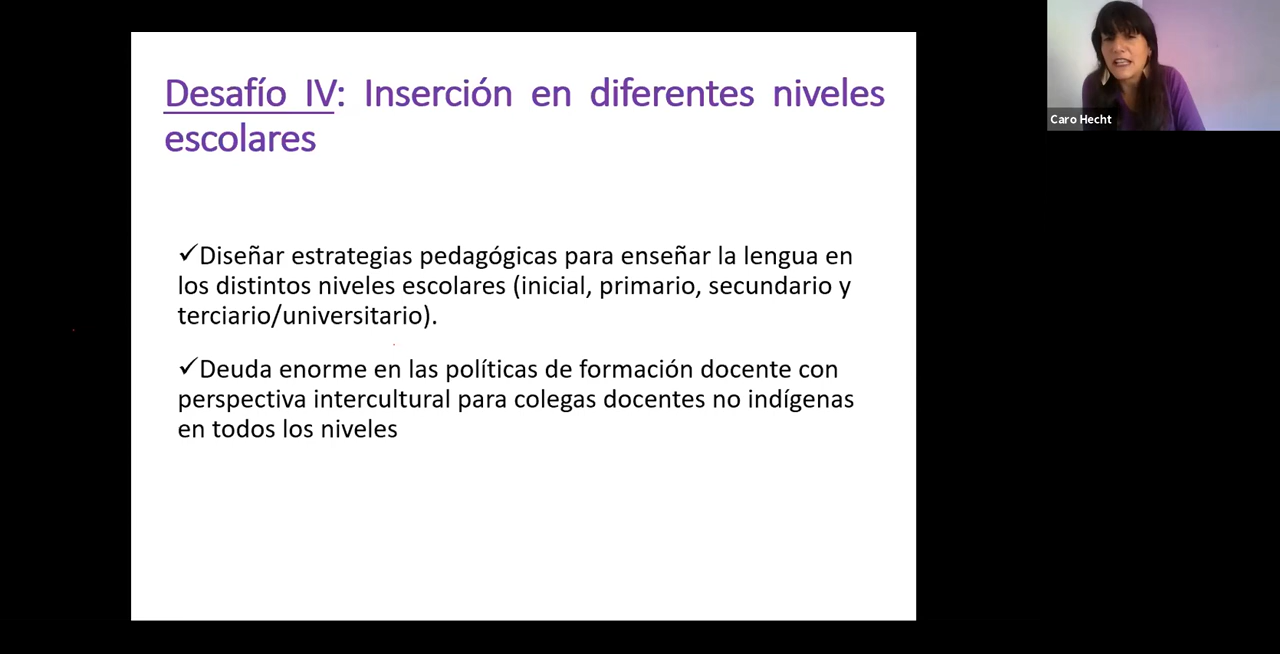 Desafío IV: Inserción en diferentes niveles
escolares
✓Diseñar estrategias pedagógicas para enseñar la lengua en
los distintos niveles escolares (inicial, primario, secundario y
terciario/universitario).
✓Deuda enorme en las políticas de formación docente con
perspectiva intercultural para colegas docentes no indígenas
en todos los niveles
Caro Hecht